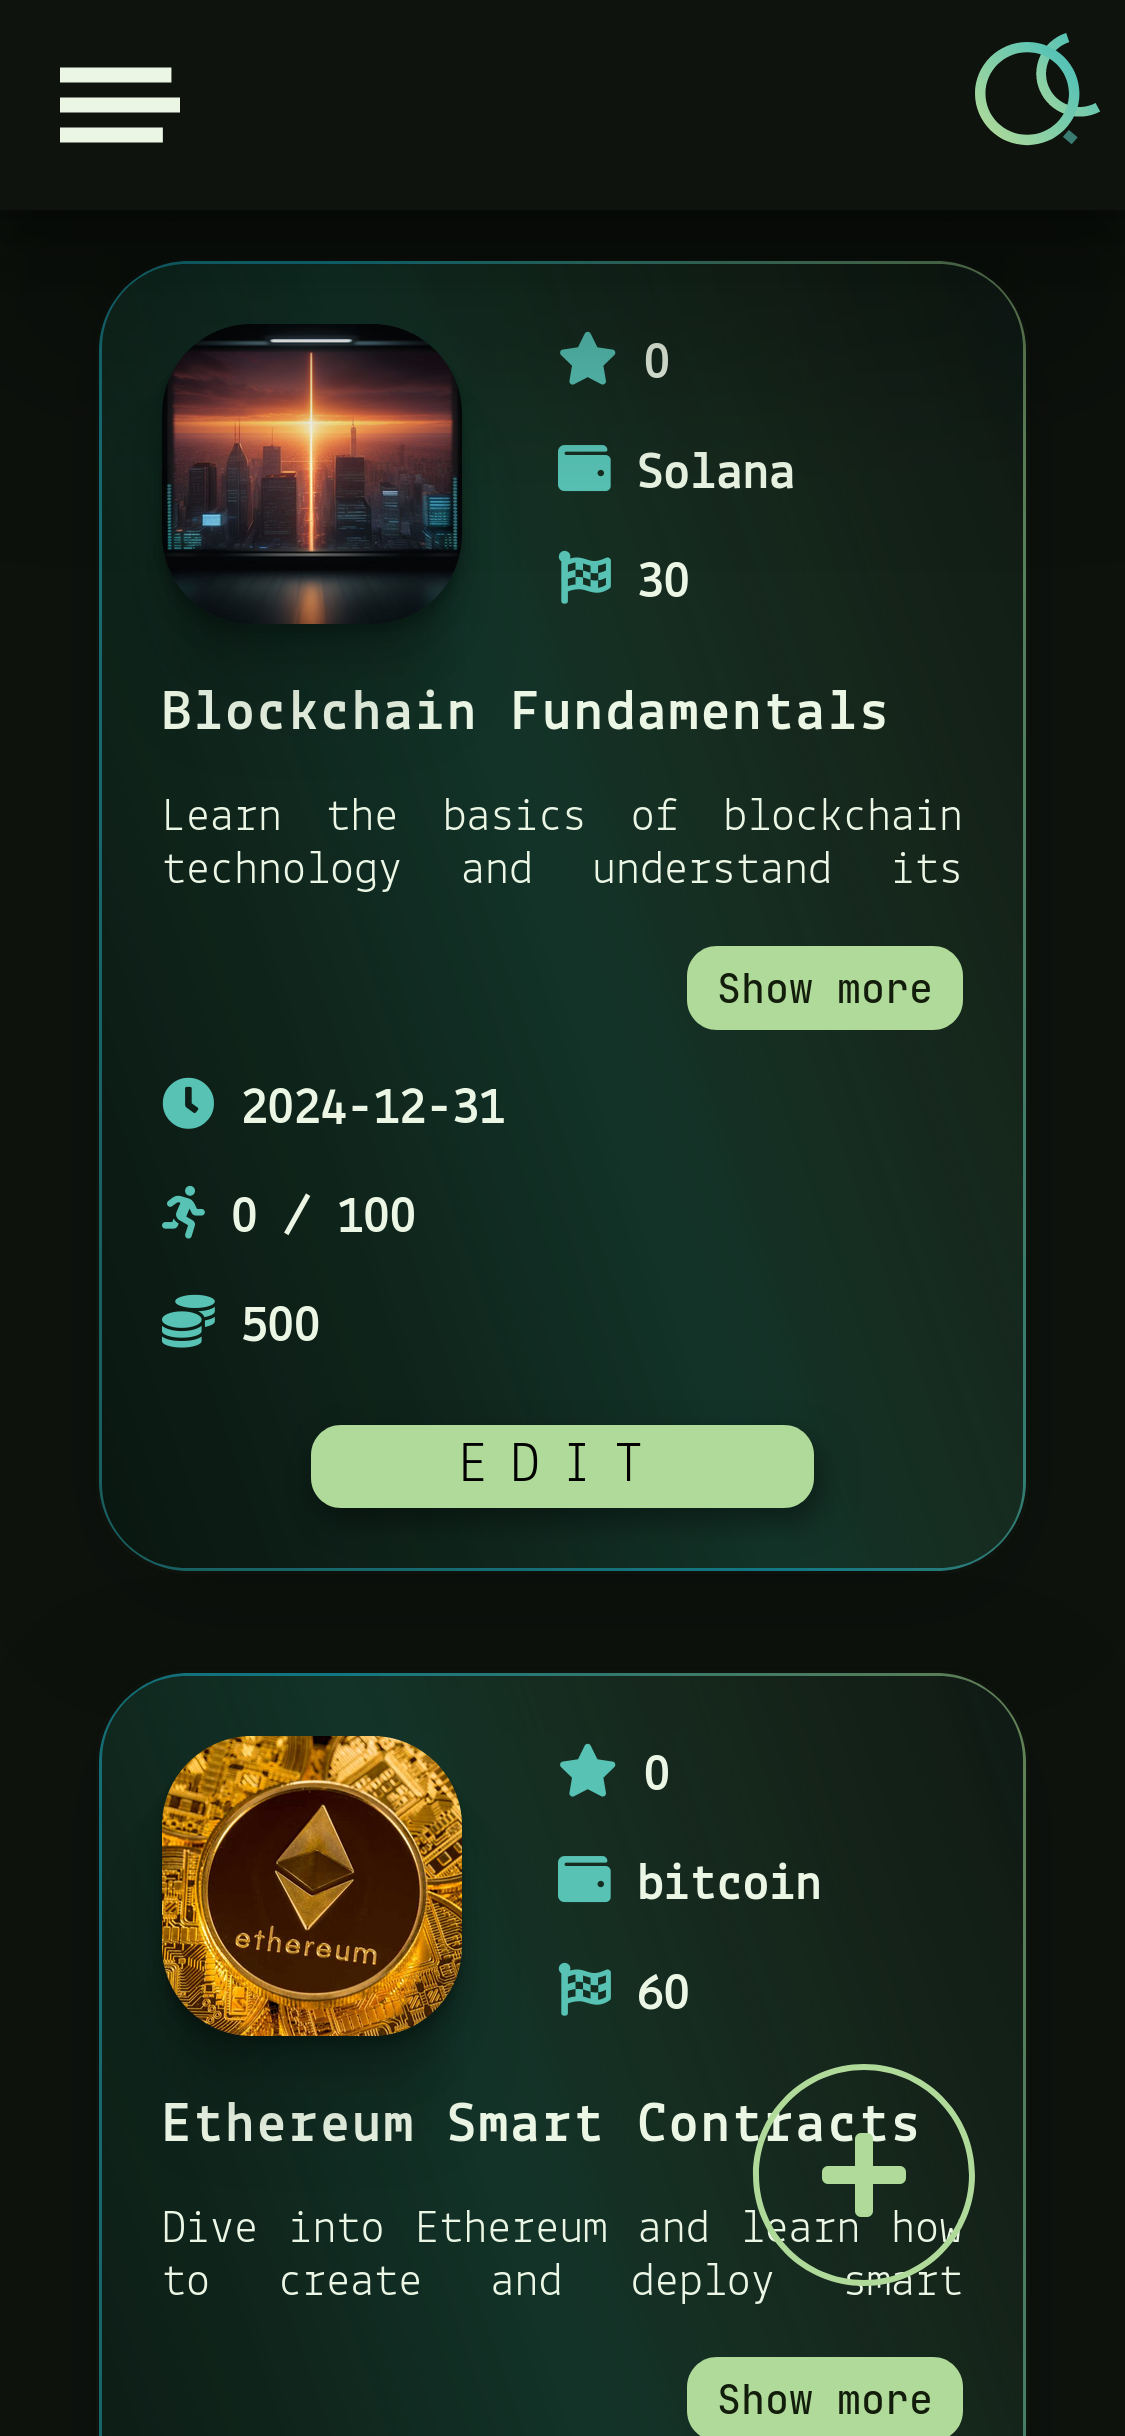 0
Solana
30
Blockchain Fundamentals
Learn the basics of blockchain
technology and understand its
Show more
2024-12-31
0 / 100
500
EDIT
ethereum
0
bitcoin
60
Ethereum Smart Contracts
Dive into Ethereum and learn how
to create and deploy smart
Show more